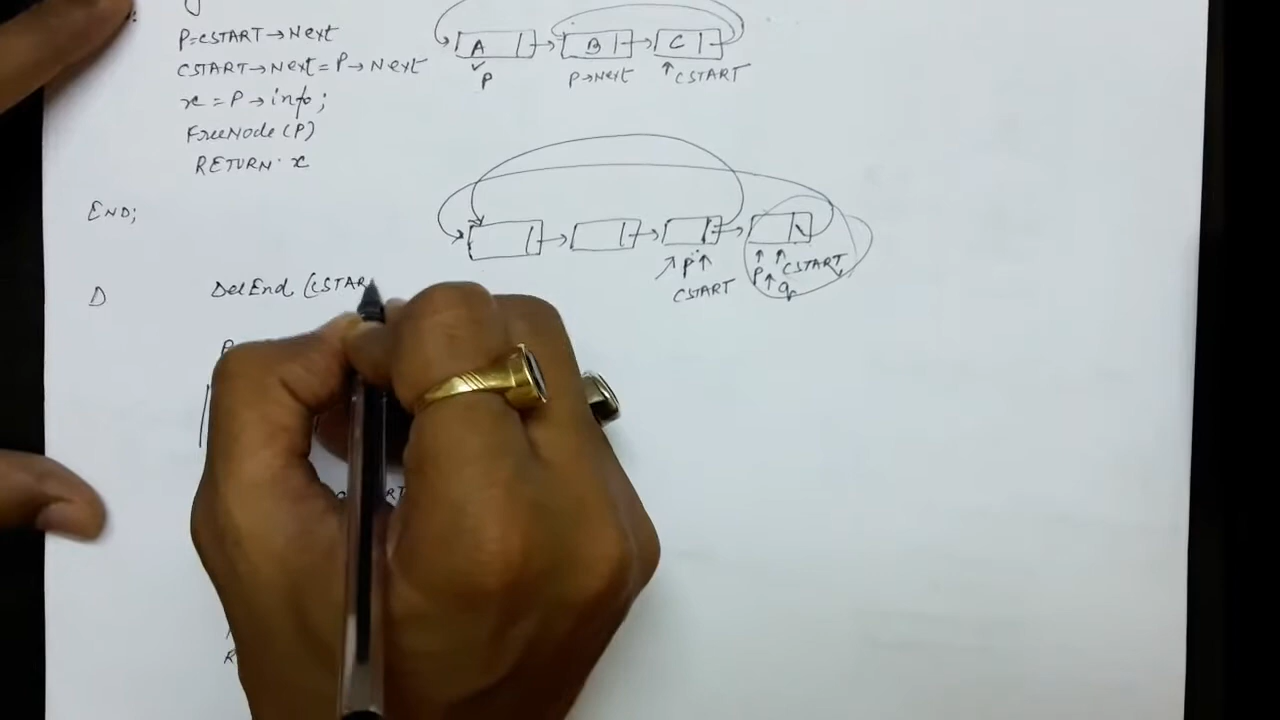 P=CSTART→Next
CSTART→Next=P→Next
x=P→info;
FreeNode(P)
RETURN x
END;
A B C
P P→Next ↑CSTART
P↑ ↑ ↑CSTART
CSTART P↑q
D DelEnd (CSTAR